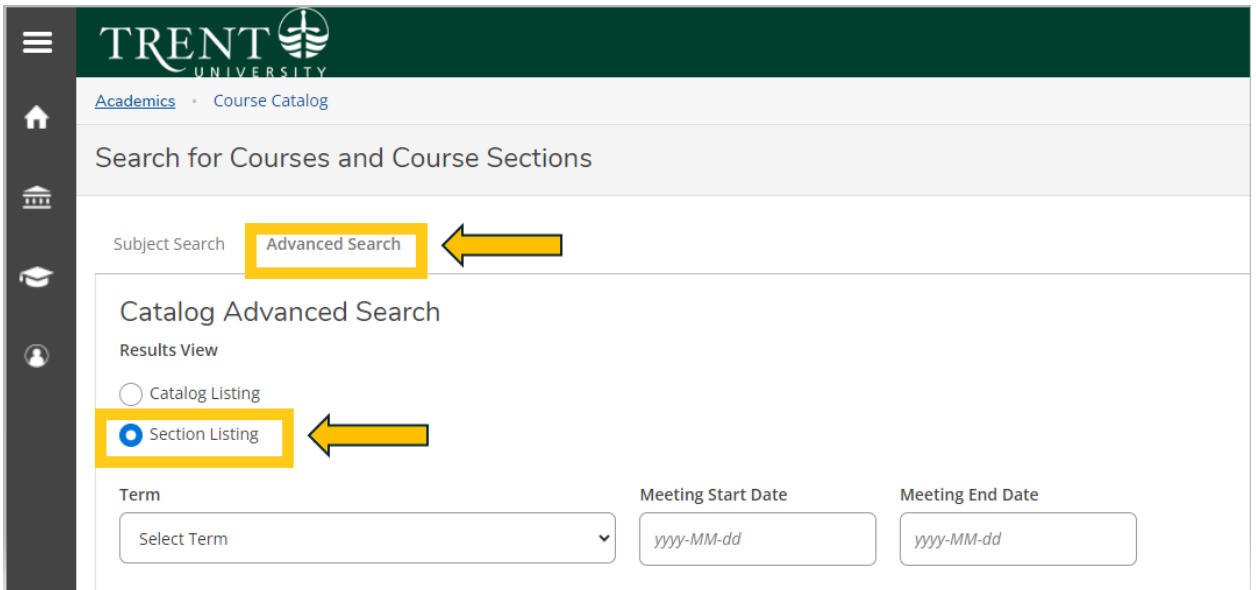 TRENT
UNIVERSITY
Academics • Course Catalog
Search for Courses and Course Sections
Subject Search Advanced Search
Catalog Advanced Search
Results View
Catalog Listing
Section Listing
Term Meeting Start Date Meeting End Date
Select Term yyyy-MM-dd yyyy-MM-dd